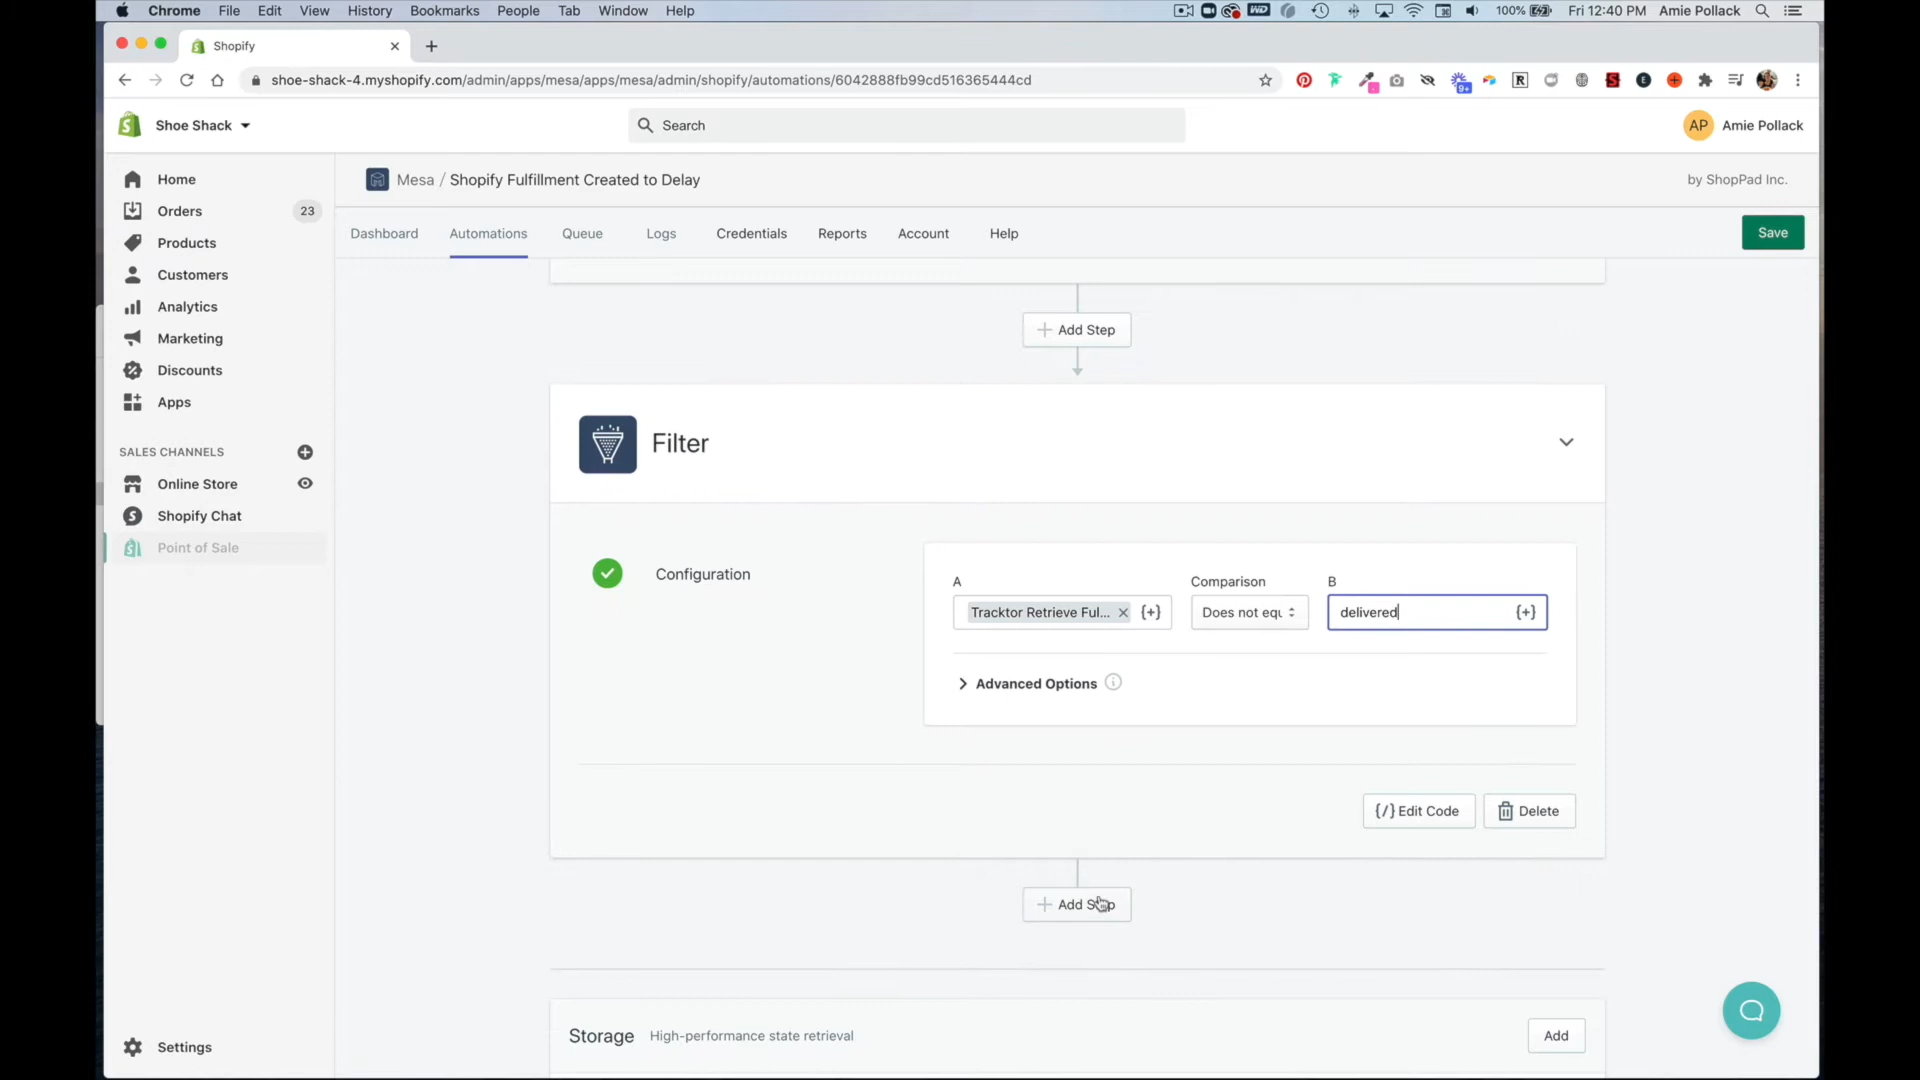 Chrome File Edit View History Bookmarks People Tab Window Help
100% Fri 12:40 PM Amie Pollack
Shopify
shoe-shack-4.myshopify.com/admin/apps/mesa/apps/mesa/admin/shopify/automations/6042888fb99cd516365444cd
9+
Shoe Shack
Search
AP Amie Pollack
Home
Orders 23
Products
Customers
Analytics
Marketing
Discounts
Apps
SALES CHANNELS
Online Store
Shopify Chat
Point of Sale
Settings
Mesa / Shopify Fulfillment Created to Delay
by ShopPad Inc.
Dashboard Automations Queue Logs Credentials Reports Account Help
Save
+ Add Step
Filter
Configuration
A Comparison B
Tracktor Retrieve Ful... × {+} Does not equ delivered {+}
Advanced Options
{/} Edit Code Delete
+ Add Step
Storage High-performance state retrieval Add